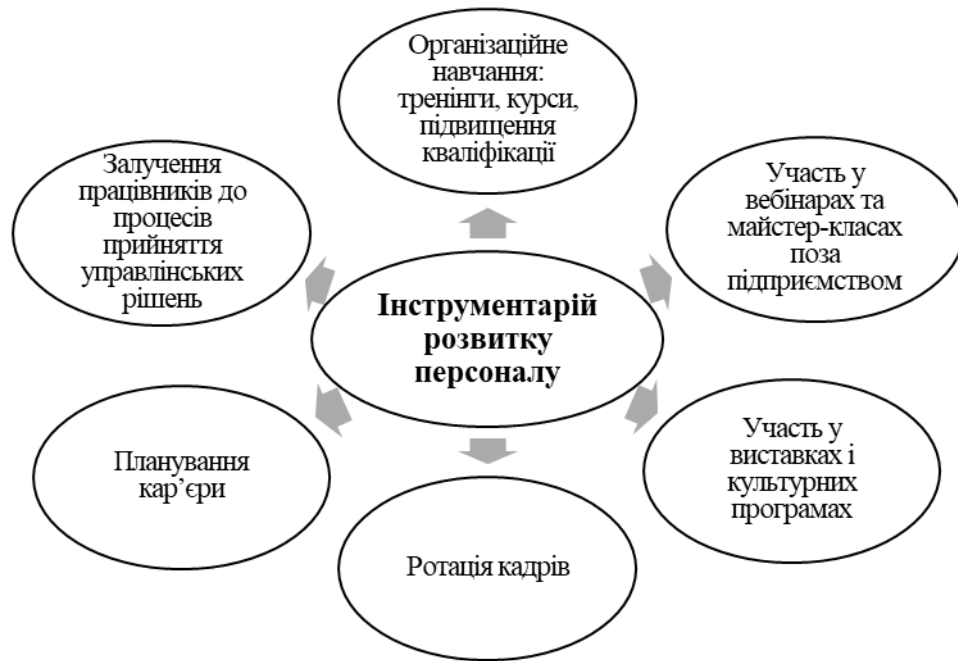 Організаційне
навчання:
тренінги, курси,
підвищення
кваліфікації
Залучення
працівників до
процесів
прийняття
управлінських
рішень
Участь у
вебінарах та
майстер-класах
поза
підприємством
Інструментарій
розвитку
персоналу
Планування
кар’єри
Участь у
виставках і
культурних
програмах
Ротація кадрів